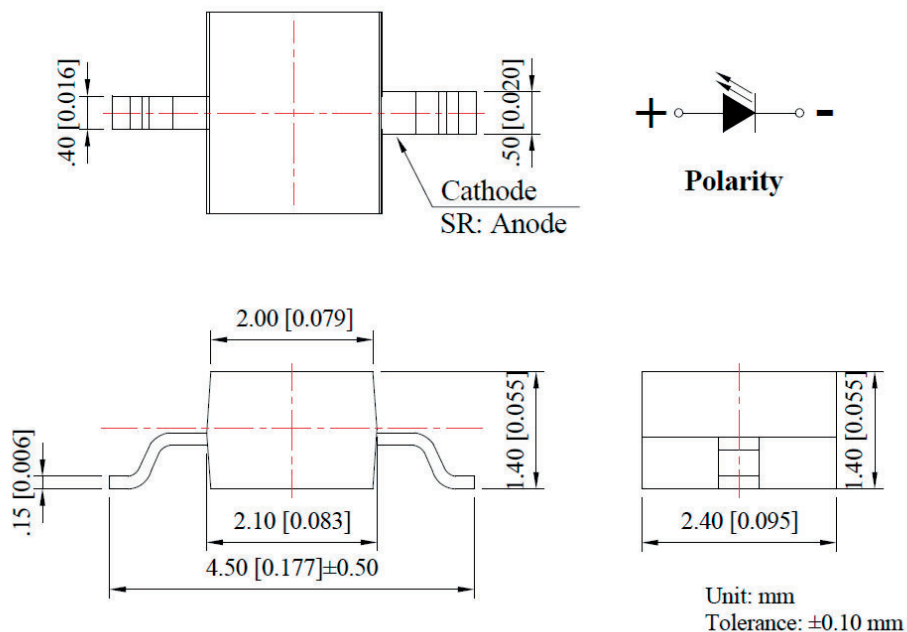 .40 [0.016]
.50 [0.020]
Cathode
SR: Anode
+ -
Polarity
2.00 [0.079]
.15 [0.006]
1.40 [0.055]
2.10 [0.083]
4.50 [0.177]±0.50
1.40 [0.055]
2.40 [0.095]
Unit: mm
Tolerance: ±0.10 mm